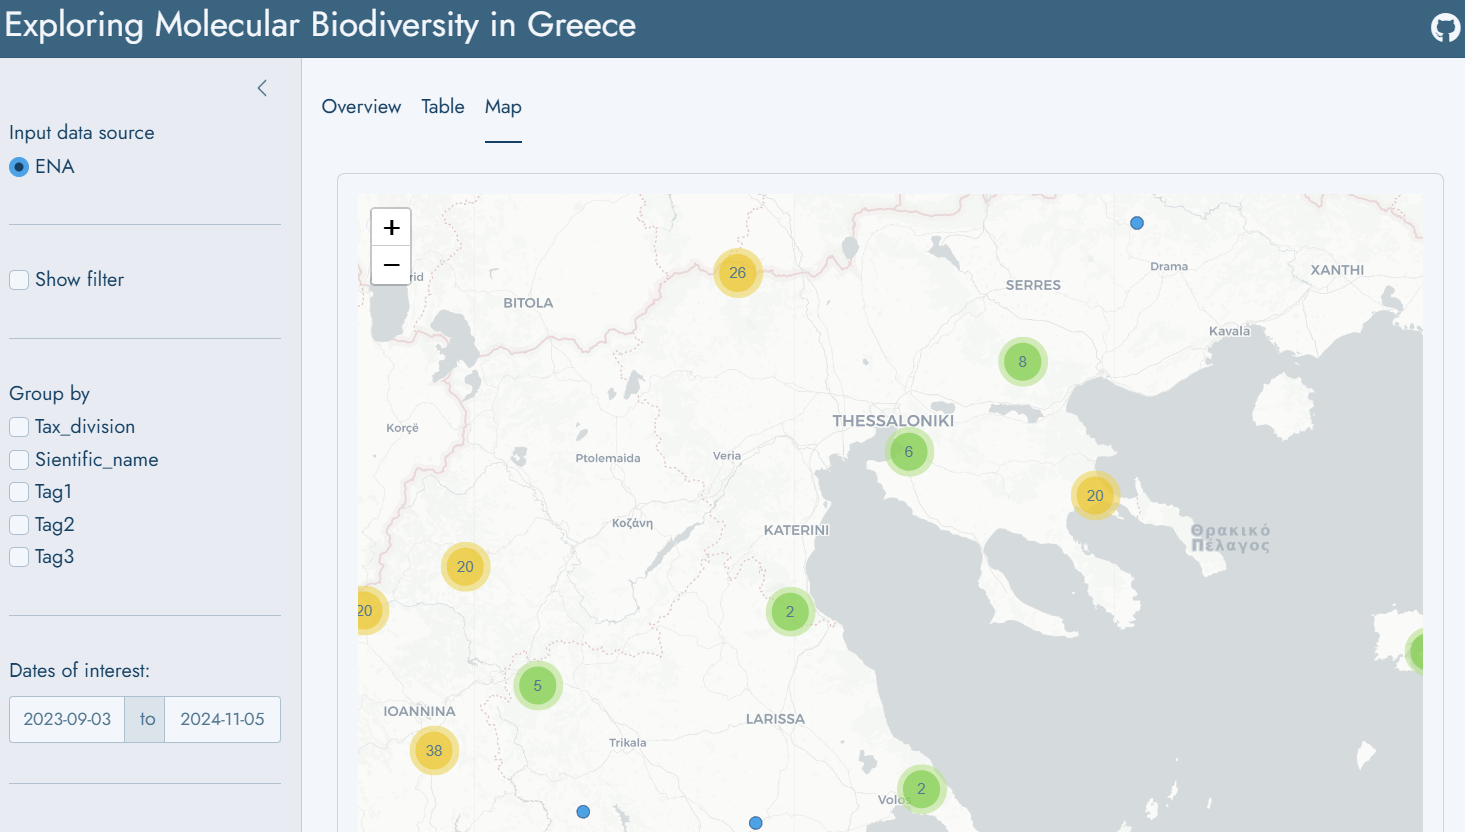 Exploring Molecular Biodiversity in Greece
Input data source
ENA
Show filter
Group by
Tax_division
Sientific_name
Tag1
Tag2
Tag3
Dates of interest:
2023-09-03 to 2024-11-05
Overview Table Map
+
−
rid
26
Drama
XANTHI
BITOLA
SERRES
Kavala
8
THESSALONIKI
Korçë
6
Ptolemaida
Veria
20
Κοζάνη
KATERINI
Θρακικό
Πέλαγος
20
20
2
5
IOANNINA
LARISSA
Trikala
38
2
Volos